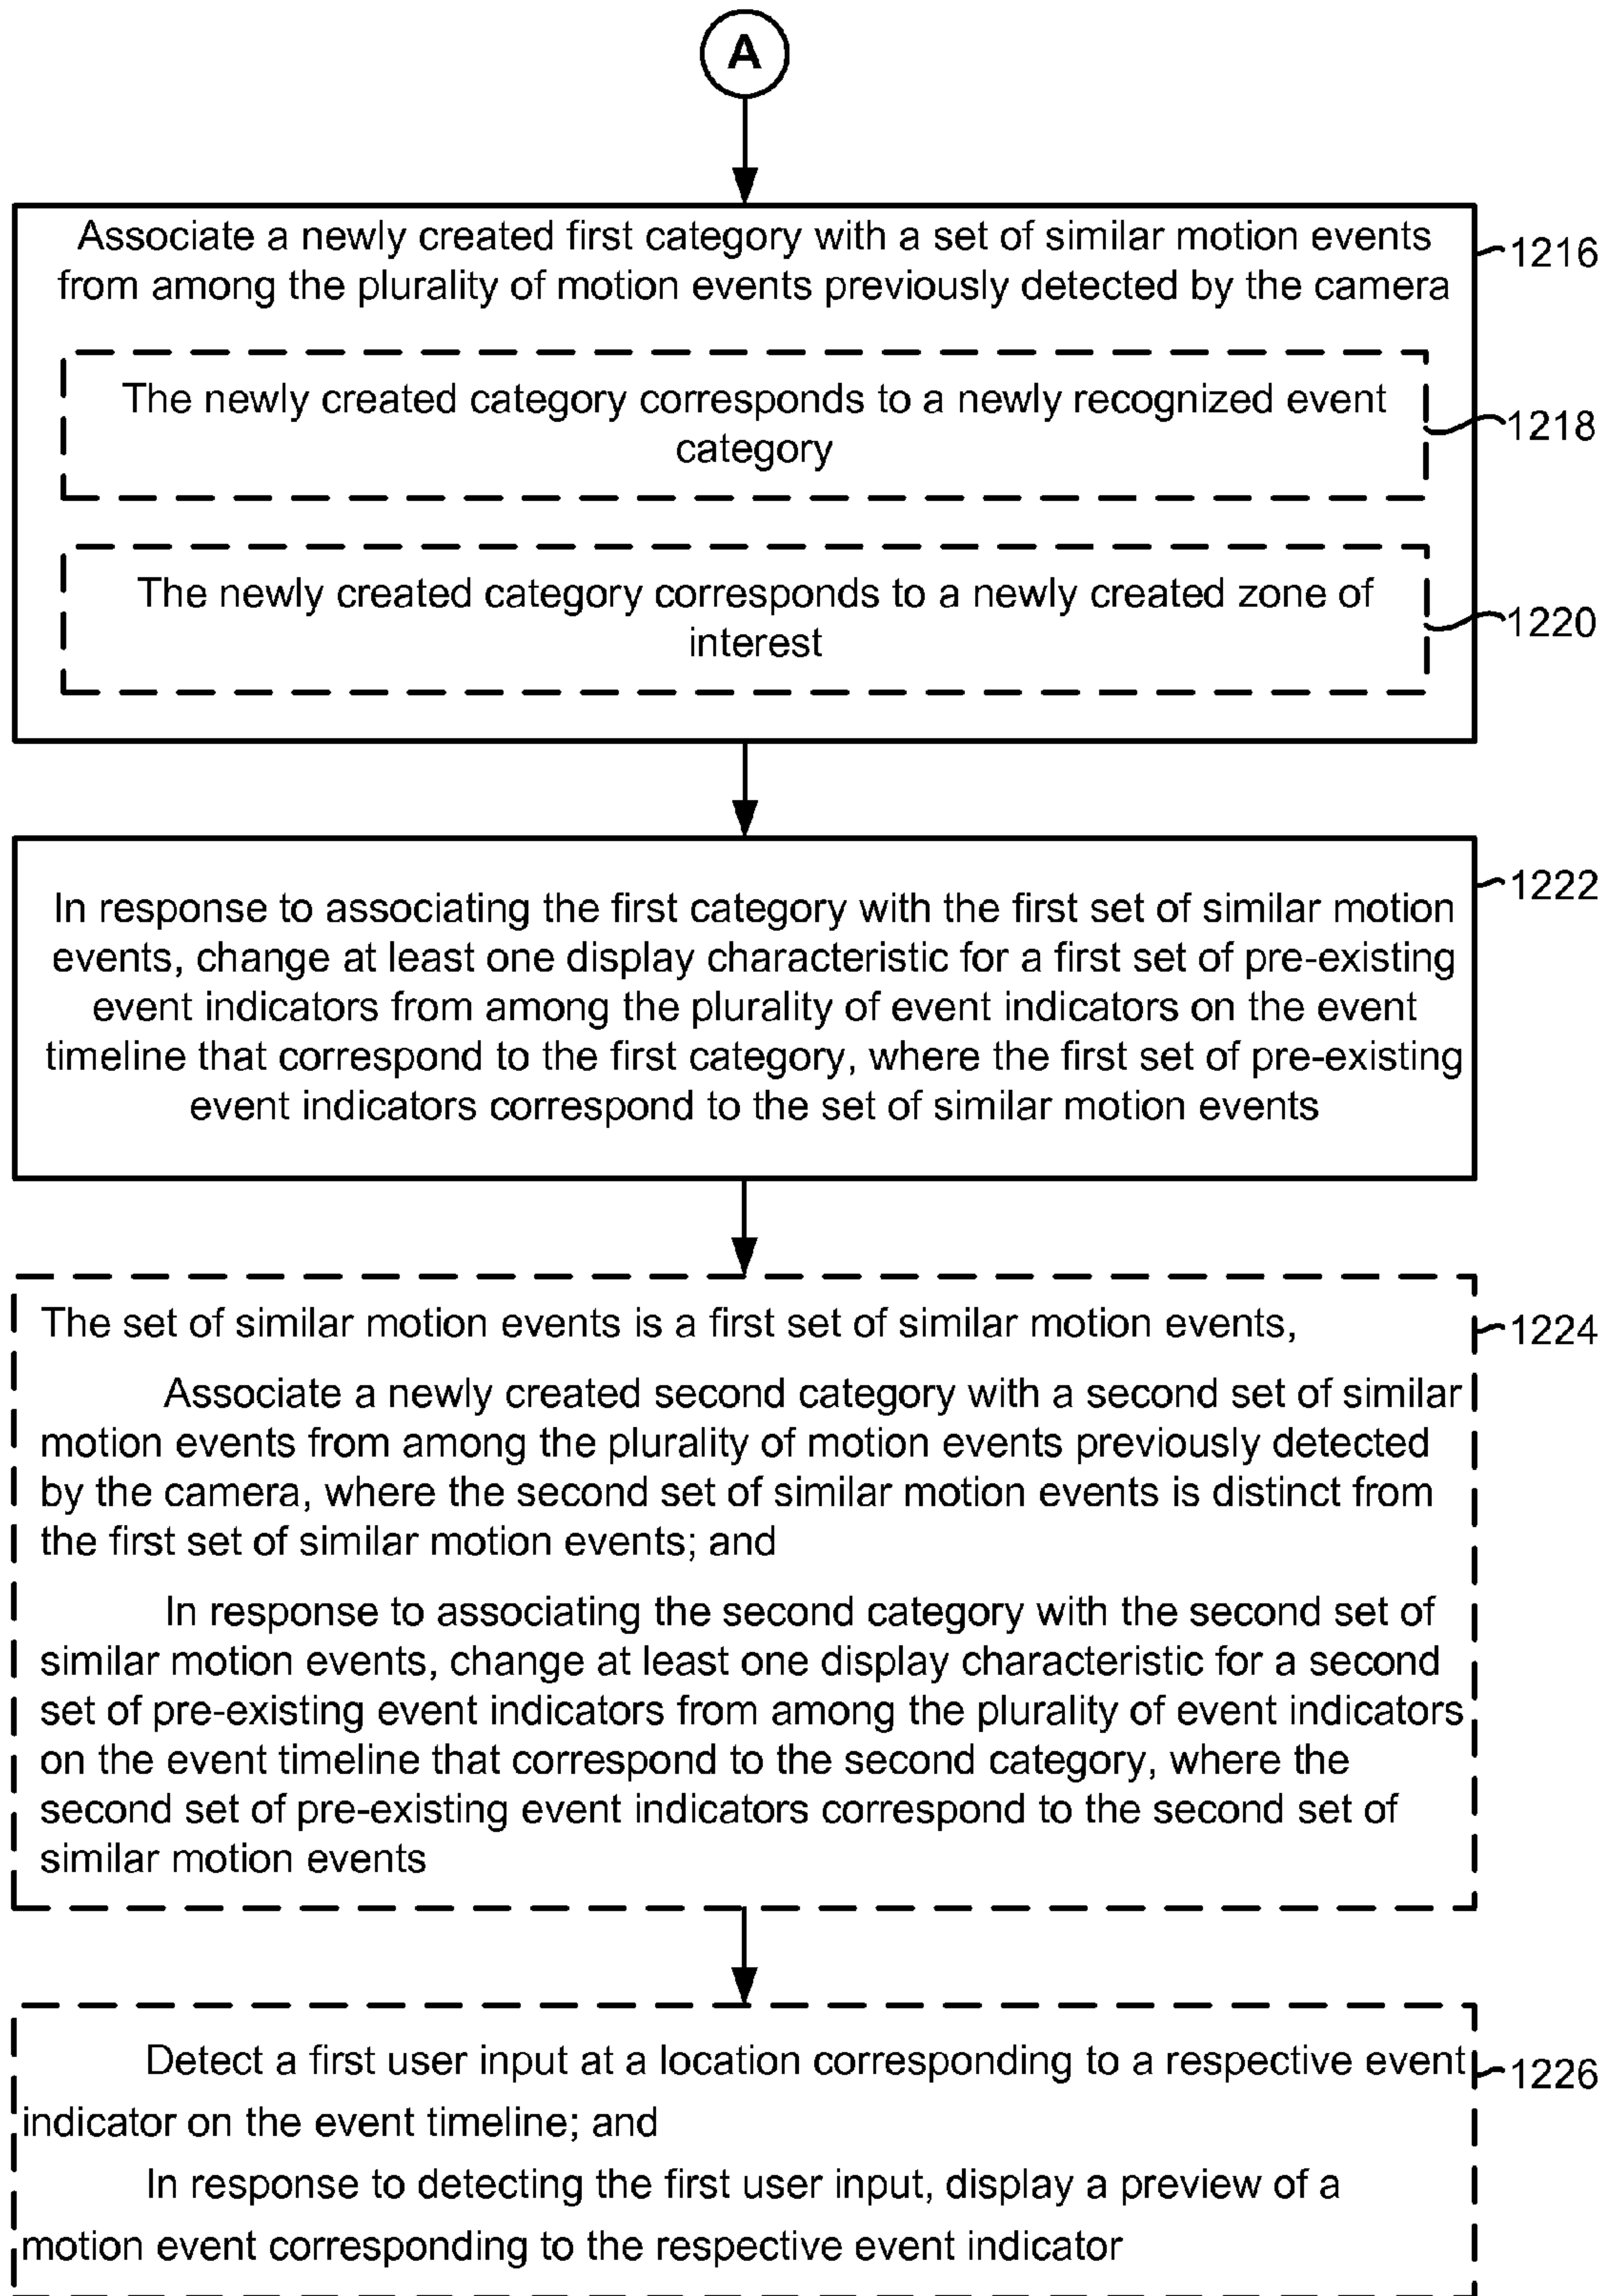 A
Associate a newly created first category with a set of similar motion events
from among the plurality of motion events previously detected by the camera
1216
The newly created category corresponds to a newly recognized event
category
1218
The newly created category corresponds to a newly created zone of
interest
1220
In response to associating the first category with the first set of similar motion
events, change at least one display characteristic for a first set of pre-existing
event indicators from among the plurality of event indicators on the event
timeline that correspond to the first category, where the first set of pre-existing
event indicators correspond to the set of similar motion events
1222
The set of similar motion events is a first set of similar motion events,
Associate a newly created second category with a second set of similar
motion events from among the plurality of motion events previously detected
by the camera, where the second set of similar motion events is distinct from
the first set of similar motion events; and
In response to associating the second category with the second set of
similar motion events, change at least one display characteristic for a second
set of pre-existing event indicators from among the plurality of event indicators
on the event timeline that correspond to the second category, where the
second set of pre-existing event indicators correspond to the second set of
similar motion events
1224
Detect a first user input at a location corresponding to a respective event
indicator on the event timeline; and
In response to detecting the first user input, display a preview of a
motion event corresponding to the respective event indicator
1226